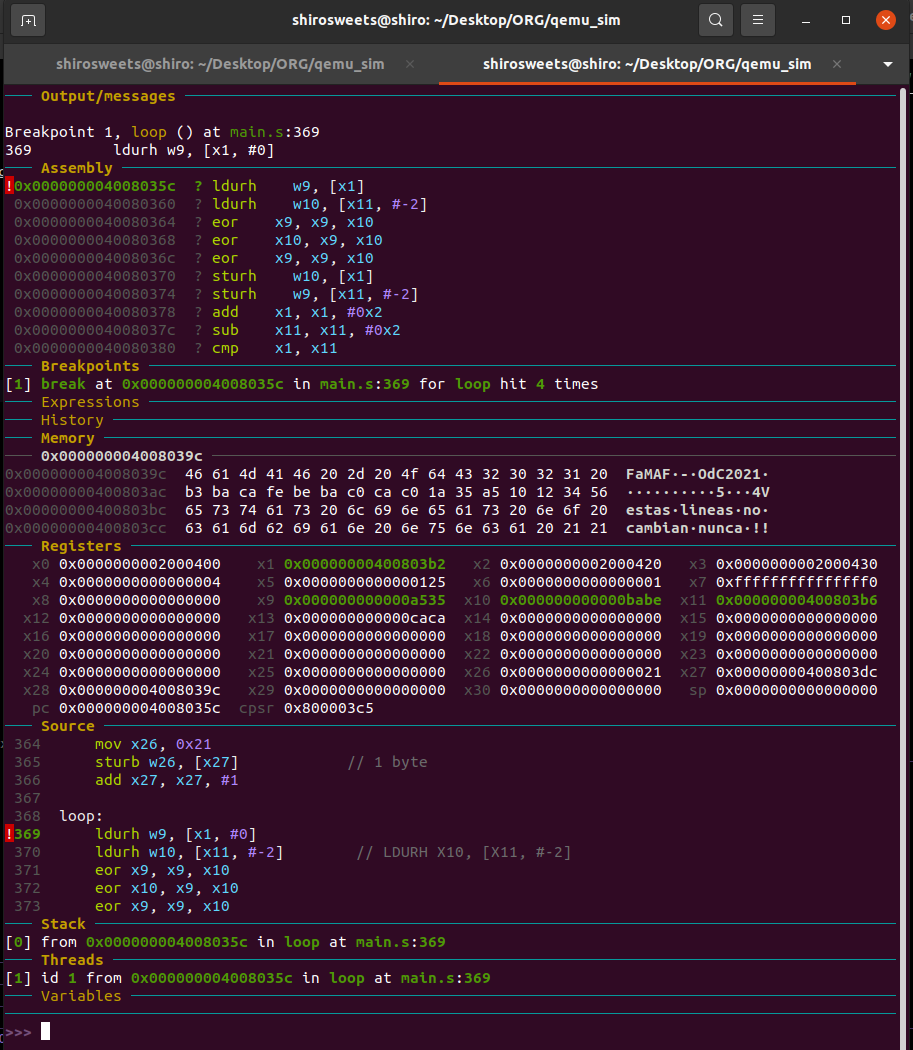 shirosweets@shiro: ~/Desktop/ORG/qemu_sim
shirosweets@shiro: ~/Desktop/ORG/qemu_sim × shirosweets@shiro: ~/Desktop/ORG/qemu_sim ×
Output/messages
Breakpoint 1, loop () at main.s:369
369 ldurh w9, [x1, #0]
Assembly
!0x000000004008035c ? ldurh w9, [x1]
0x0000000040080360 ? ldurh w10, [x11, #-2]
0x0000000040080364 ? eor x9, x9, x10
0x0000000040080368 ? eor x10, x9, x10
0x000000004008036c ? eor x9, x9, x10
0x0000000040080370 ? sturh w10, [x1]
0x0000000040080374 ? sturh w9, [x11, #-2]
0x0000000040080378 ? add x1, x1, #0x2
0x000000004008037c ? sub x11, x11, #0x2
0x0000000040080380 ? cmp x1, x11
Breakpoints
[1] break at 0x000000004008035c in main.s:369 for loop hit 4 times
Expressions
History
Memory
0x000000004008039c
0x000000004008039c 46 61 4d 41 46 20 2d 20 4f 64 43 32 30 32 31 20 FaMAF·-·OdC2021·
0x00000000400803ac b3 ba ca fe be ba c0 ca c0 1a 35 a5 10 12 34 56 ··········5···4V
0x00000000400803bc 65 73 74 61 73 20 6c 69 6e 65 61 73 20 6e 6f 20 estas·lineas·no·
0x00000000400803cc 63 61 6d 62 69 61 6e 20 6e 75 6e 63 61 20 21 21 cambian·nunca·!!
Registers
x0 0x0000000002000400 x1 0x00000000400803b2 x2 0x0000000002000420 x3 0x0000000002000430
x4 0x0000000000000004 x5 0x0000000000000125 x6 0x0000000000000001 x7 0xfffffffffffffff0
x8 0x0000000000000000 x9 0x000000000000a535 x10 0x000000000000babe x11 0x00000000400803b6
x12 0x0000000000000000 x13 0x000000000000caca x14 0x0000000000000000 x15 0x0000000000000000
x16 0x0000000000000000 x17 0x0000000000000000 x18 0x0000000000000000 x19 0x0000000000000000
x20 0x0000000000000000 x21 0x0000000000000000 x22 0x0000000000000000 x23 0x0000000000000000
x24 0x0000000000000000 x25 0x0000000000000000 x26 0x0000000000000021 x27 0x00000000400803dc
x28 0x000000004008039c x29 0x0000000000000000 x30 0x0000000000000000 sp 0x0000000000000000
pc 0x000000004008035c cpsr 0x800003c5
Source
364 mov x26, 0x21
365 sturb w26, [x27] // 1 byte
366 add x27, x27, #1
367
368 loop:
!369 ldurh w9, [x1, #0]
370 ldurh w10, [x11, #-2] // LDURH X10, [X11, #-2]
371 eor x9, x9, x10
372 eor x10, x9, x10
373 eor x9, x9, x10
Stack
[0] from 0x000000004008035c in loop at main.s:369
Threads
[1] id 1 from 0x000000004008035c in loop at main.s:369
Variables
>>>